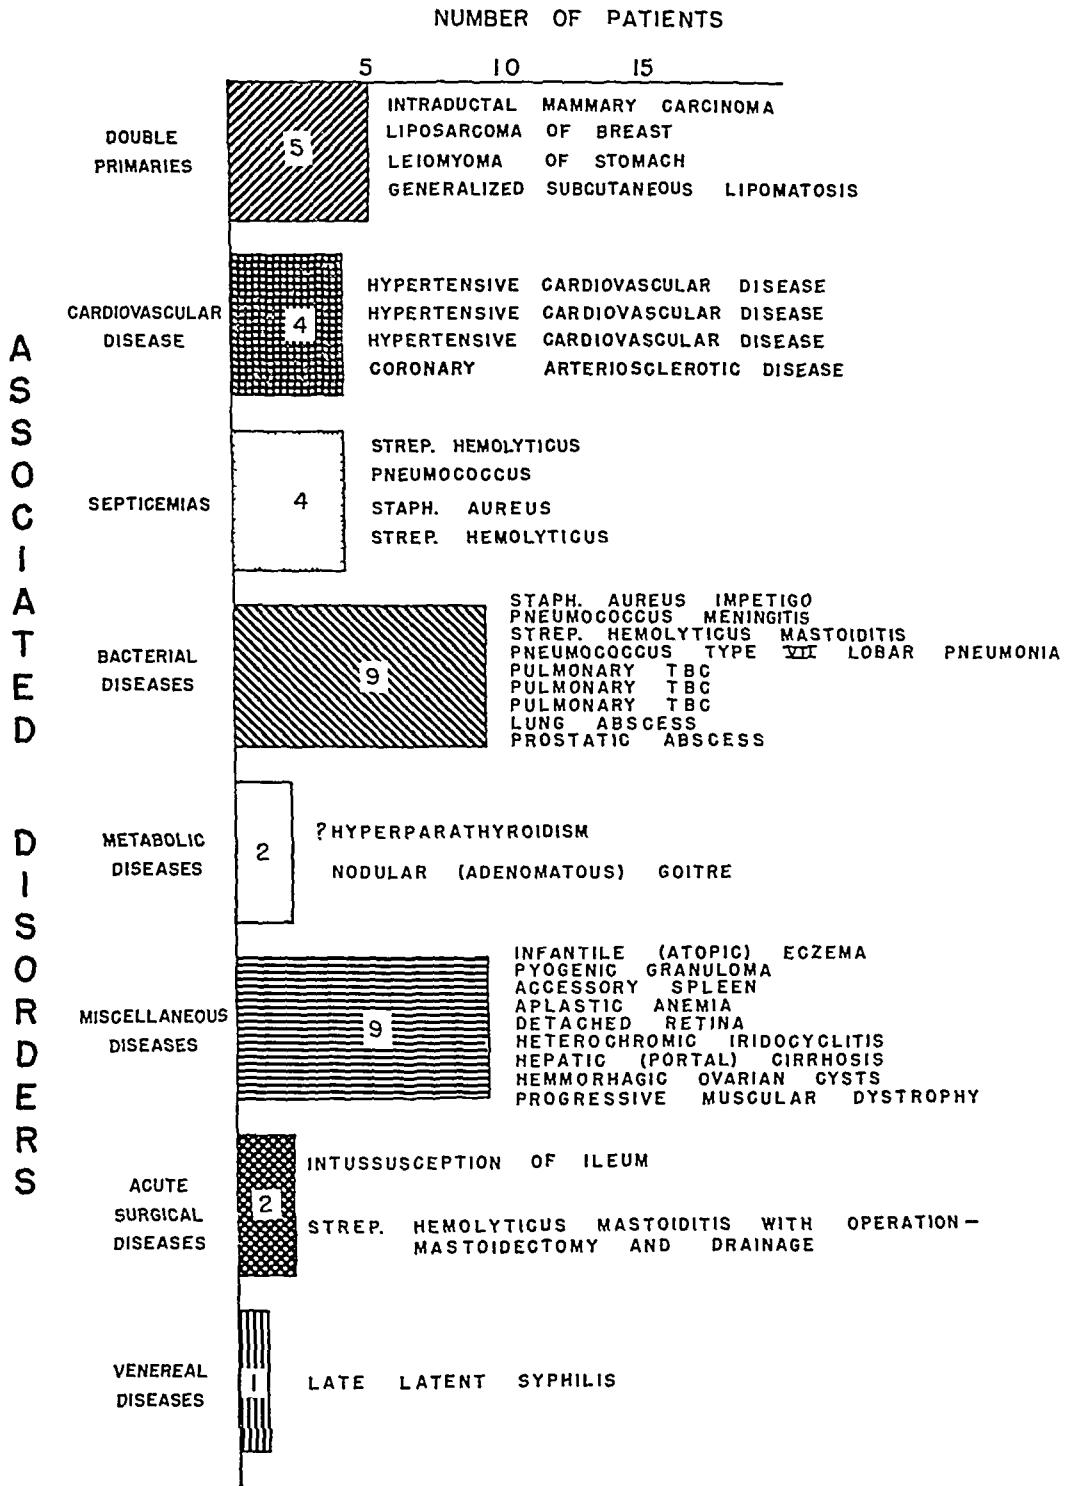 NUMBER OF PATIENTS
5 10 15
ASSOCIATED DISORDERS
DOUBLE
PRIMARIES
5
INTRADUCTAL MAMMARY CARCINOMA
LIPOSARCOMA OF BREAST
LEIOMYOMA OF STOMACH
GENERALIZED SUBCUTANEOUS LIPOMATOSIS
CARDIOVASCULAR
DISEASE
4
HYPERTENSIVE CARDIOVASCULAR DISEASE
HYPERTENSIVE CARDIOVASCULAR DISEASE
HYPERTENSIVE CARDIOVASCULAR DISEASE
CORONARY ARTERIOSCLEROTIC DISEASE
SEPTICEMIAS
4
STREP. HEMOLYTICUS
PNEUMOCOCCUS
STAPH. AUREUS
STREP. HEMOLYTICUS
BACTERIAL
DISEASES
9
STAPH. AUREUS IMPETIGO
PNEUMOCOCCUS MENINGITIS
STREP. HEMOLYTICUS MASTOIDITIS
PNEUMOCOCCUS TYPE VII LOBAR PNEUMONIA
PULMONARY TBC
PULMONARY TBC
PULMONARY TBC
LUNG ABSCESS
PROSTATIC ABSCESS
METABOLIC
DISEASES
2
?HYPERPARATHYROIDISM
NODULAR (ADENOMATOUS) GOITRE
MISCELLANEOUS
DISEASES
9
INFANTILE (ATOPIC) ECZEMA
PYOGENIC GRANULOMA
ACCESSORY SPLEEN
APLASTIC ANEMIA
DETACHED RETINA
HETEROCHROMIC IRIDOCYCLITIS
HEPATIC (PORTAL) CIRRHOSIS
HEMMORHAGIC OVARIAN CYSTS
PROGRESSIVE MUSCULAR DYSTROPHY
ACUTE
SURGICAL
DISEASES
2
INTUSSUSCEPTION OF ILEUM
STREP. HEMOLYTICUS MASTOIDITIS WITH OPERATION—
MASTOIDECTOMY AND DRAINAGE
VENEREAL
DISEASES
1
LATE LATENT SYPHILIS